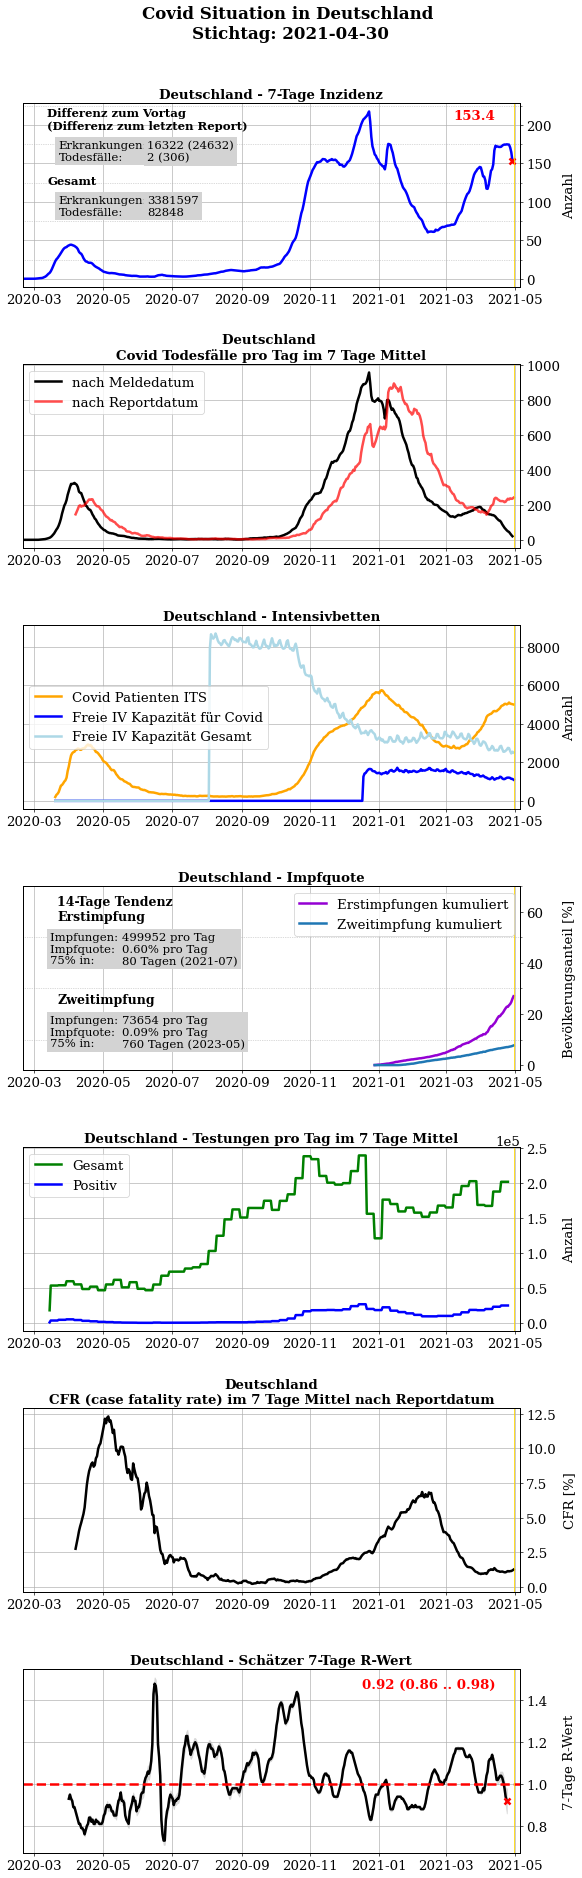 Covid Situation in Deutschland
Stichtag: 2021-04-30
Deutschland - 7-Tage Inzidenz
Differenz zum Vortag
(Differenz zum letzten Report)
Erkrankungen 16322 (24632)
Todesfälle: 2 (306)
Gesamt
Erkrankungen 3381597
Todesfälle: 82848
153.4
200
150
100
50
0
Anzahl
2020-03 2020-05 2020-07 2020-09 2020-11 2021-01 2021-03 2021-05
Deutschland
Covid Todesfälle pro Tag im 7 Tage Mittel
nach Meldedatum
nach Reportdatum
1000
800
600
400
200
0
2020-03 2020-05 2020-07 2020-09 2020-11 2021-01 2021-03 2021-05
Deutschland - Intensivbetten
Covid Patienten ITS
Freie IV Kapazität für Covid
Freie IV Kapazität Gesamt
8000
6000
4000
2000
0
Anzahl
2020-03 2020-05 2020-07 2020-09 2020-11 2021-01 2021-03 2021-05
Deutschland - Impfquote
14-Tage Tendenz
Erstimpfung
Impfungen: 499952 pro Tag
Impfquote: 0.60% pro Tag
75% in: 80 Tagen (2021-07)
Zweitimpfung
Impfungen: 73654 pro Tag
Impfquote: 0.09% pro Tag
75% in: 760 Tagen (2023-05)
Erstimpfungen kumuliert
Zweitimpfung kumuliert
60
40
20
0
Bevölkerungsanteil [%]
2020-03 2020-05 2020-07 2020-09 2020-11 2021-01 2021-03 2021-05
Deutschland - Testungen pro Tag im 7 Tage Mittel
1e5
Gesamt
Positiv
2.5
2.0
1.5
1.0
0.5
0.0
Anzahl
2020-03 2020-05 2020-07 2020-09 2020-11 2021-01 2021-03 2021-05
Deutschland
CFR (case fatality rate) im 7 Tage Mittel nach Reportdatum
12.5
10.0
7.5
5.0
2.5
0.0
CFR [%]
2020-03 2020-05 2020-07 2020-09 2020-11 2021-01 2021-03 2021-05
Deutschland - Schätzer 7-Tage R-Wert
0.92 (0.86 .. 0.98)
1.4
1.2
1.0
0.8
7-Tage R-Wert
2020-03 2020-05 2020-07 2020-09 2020-11 2021-01 2021-03 2021-05